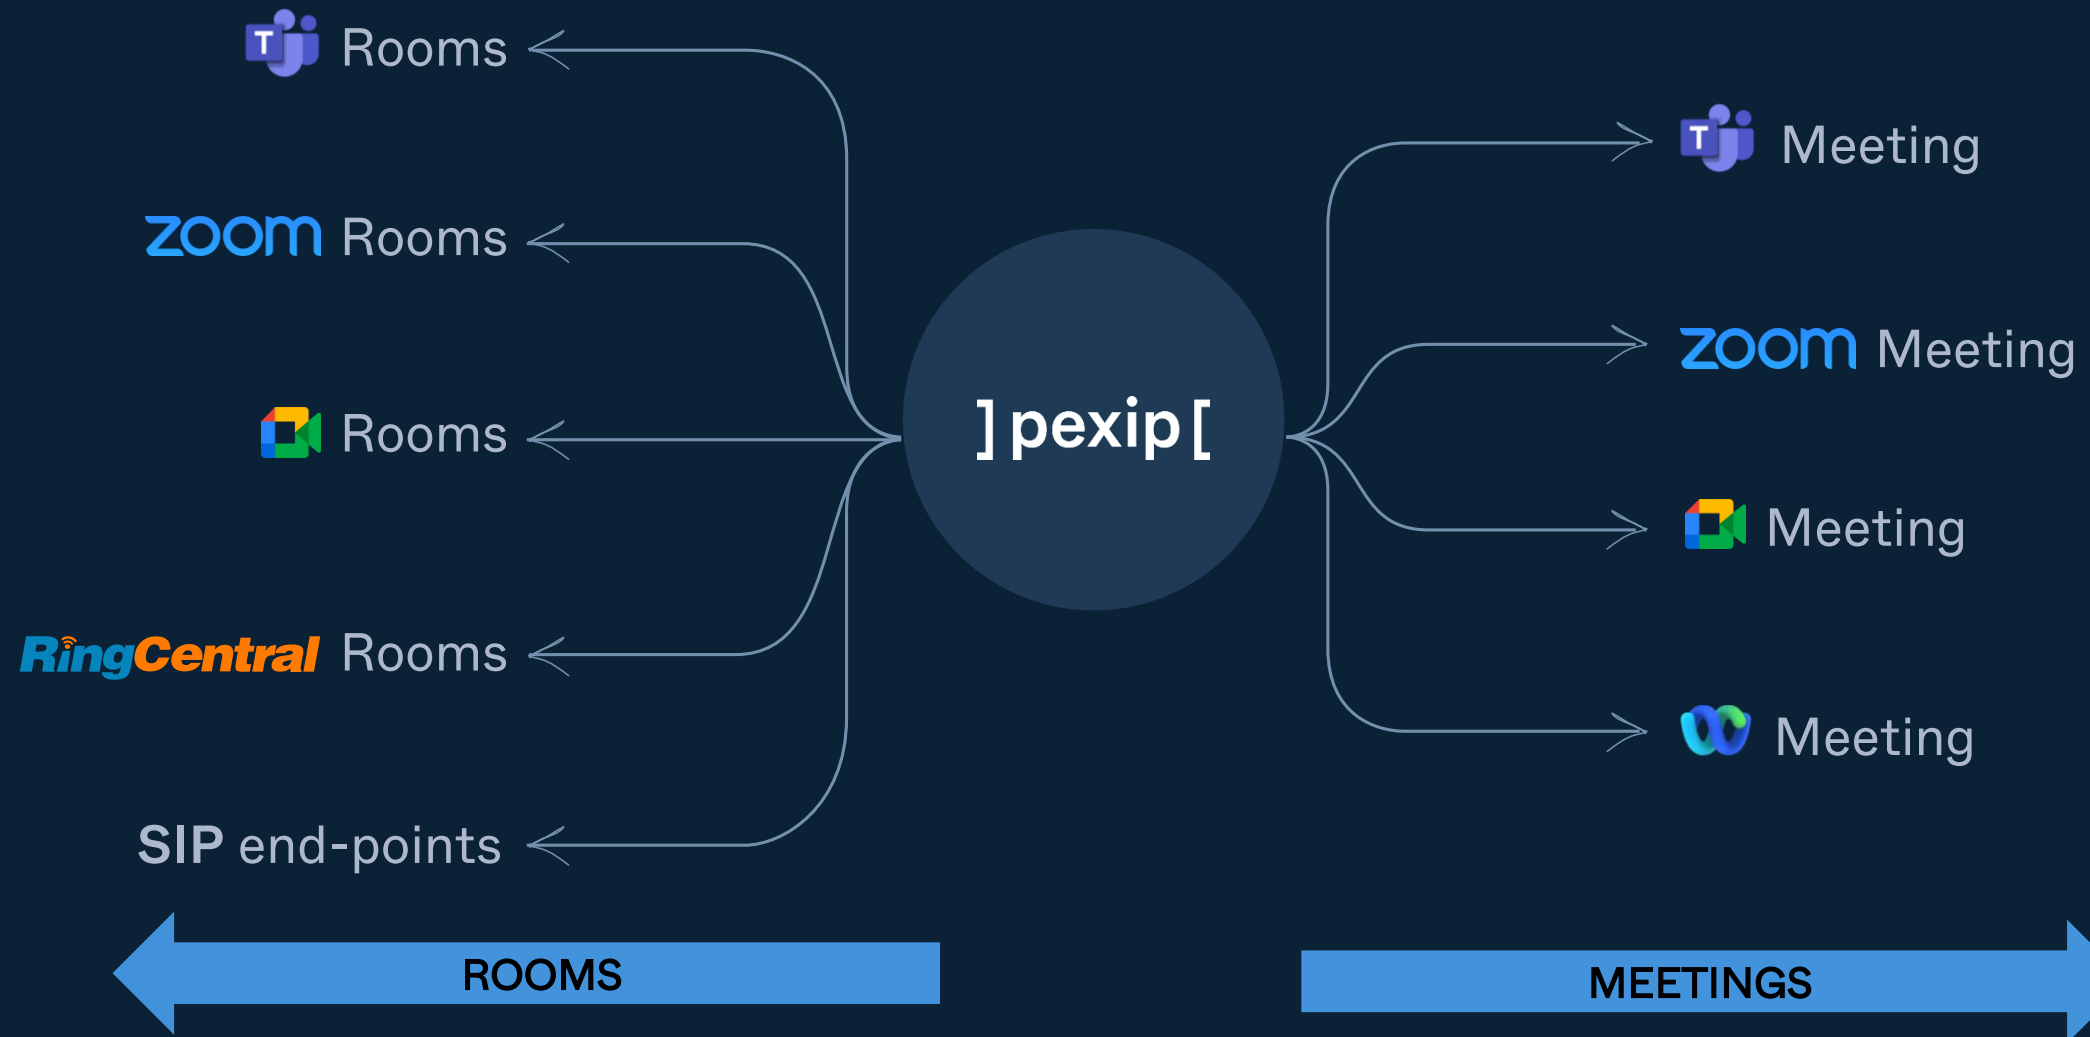 T Rooms
zoom Rooms
Rooms
RingCentral Rooms
SIP end-points
ROOMS
]pexip[
T Meeting
zoom Meeting
Meeting
Meeting
MEETINGS